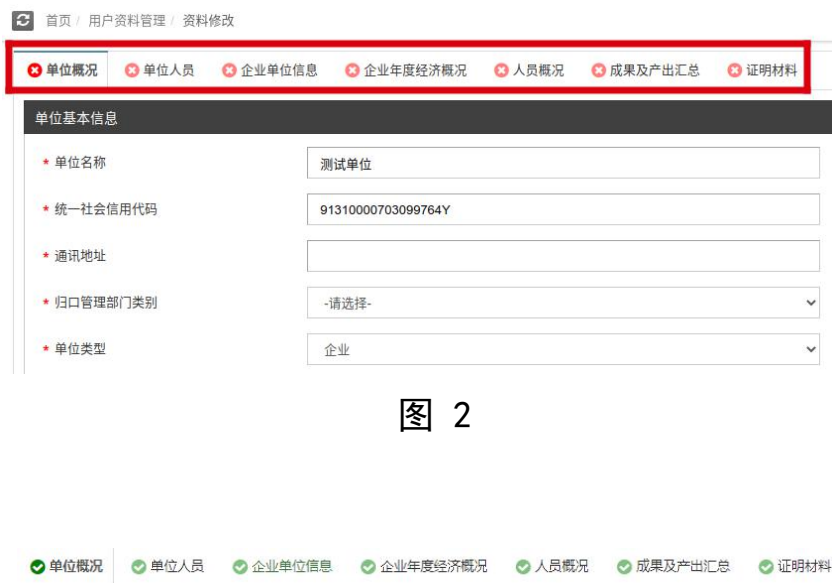 首页 / 用户资料管理 / 资料修改
单位概况 单位人员 企业单位信息 企业年度经济概况 人员概况 成果及产出汇总 证明材料
单位基本信息
* 单位名称 测试单位
* 统一社会信用代码 91310000703099764Y
* 通讯地址
* 归口管理部门类别 -请选择-
* 单位类型 企业
图 2
单位概况 单位人员 企业单位信息 企业年度经济概况 人员概况 成果及产出汇总 证明材料